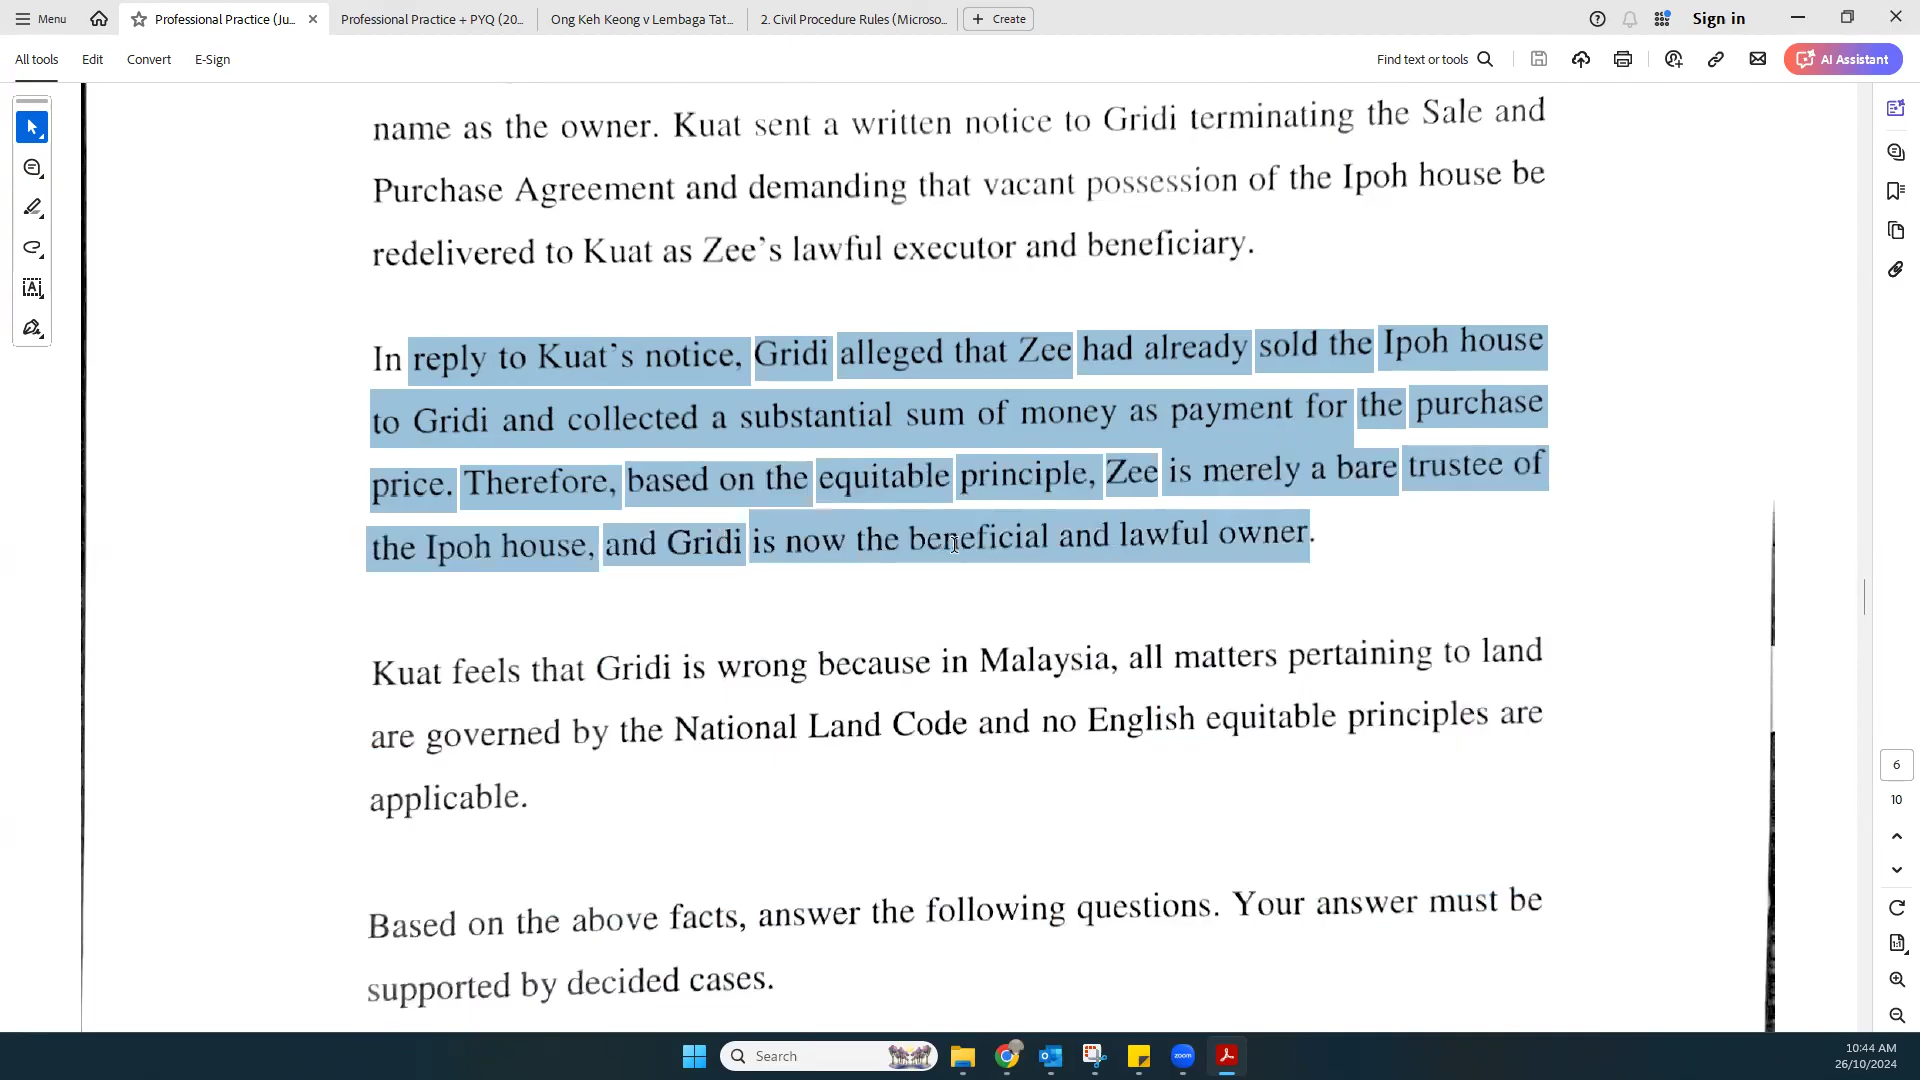 Menu
Professional Practice (Ju...
Professional Practice + PYQ (20...
Ong Keh Keong v Lembaga Tat...
2. Civil Procedure Rules (Microso...
Create
Sign in
All tools
Edit
Convert
E-Sign
Find text or tools
AI Assistant
name as the owner. Kuat sent a written notice to Gridi terminating the Sale and
Purchase Agreement and demanding that vacant possession of the Ipoh house be
redelivered to Kuat as Zee's lawful executor and beneficiary.
In reply to Kuat's notice, Gridi alleged that Zee had already sold the Ipoh house
to Gridi and collected a substantial sum of money as payment for the purchase
price. Therefore, based on the equitable principle, Zee is merely a bare trustee of
the Ipoh house, and Gridi is now the beneficial and lawful owner.
Kuat feels that Gridi is wrong because in Malaysia, all matters pertaining to land
are governed by the National Land Code and no English equitable principles are
applicable.
Based on the above facts, answer the following questions. Your answer must be
supported by decided cases.
6
10
Search
zoom
10:44 AM
26/10/2024